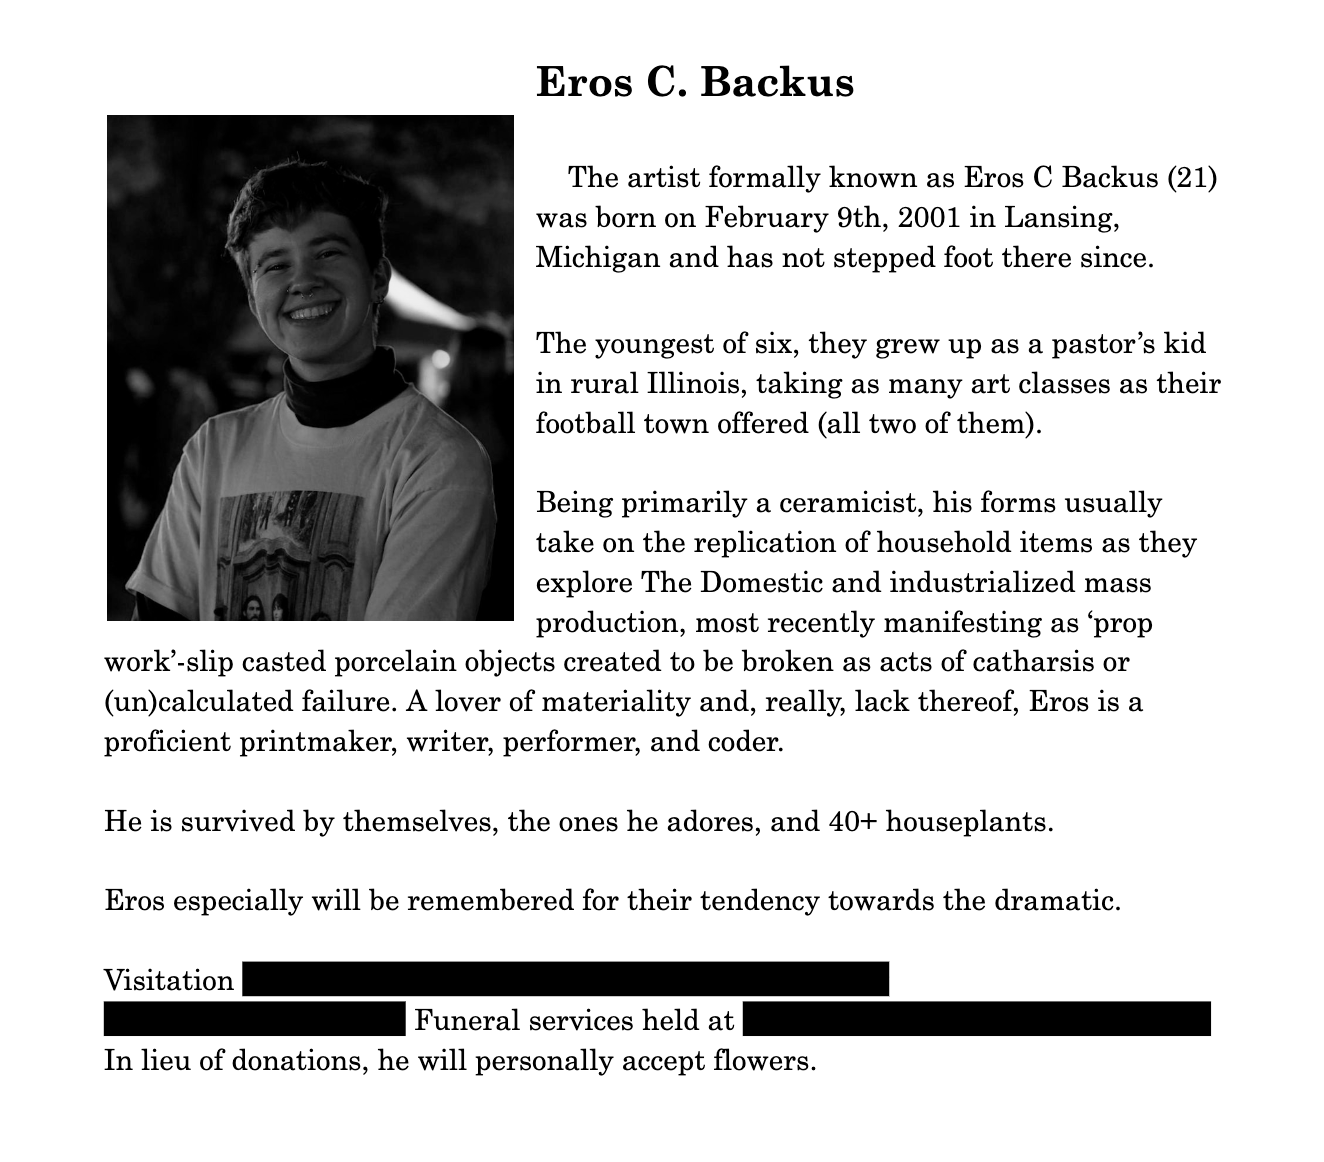 Eros C. Backus
The artist formally known as Eros C Backus (21)
was born on February 9th, 2001 in Lansing,
Michigan and has not stepped foot there since.
The youngest of six, they grew up as a pastor’s kid
in rural Illinois, taking as many art classes as their
football town offered (all two of them).
Being primarily a ceramicist, his forms usually
take on the replication of household items as they
explore The Domestic and industrialized mass
production, most recently manifesting as ‘prop
work’-slip casted porcelain objects created to be broken as acts of catharsis or
(un)calculated failure. A lover of materiality and, really, lack thereof, Eros is a
proficient printmaker, writer, performer, and coder.
He is survived by themselves, the ones he adores, and 40+ houseplants.
Eros especially will be remembered for their tendency towards the dramatic.
Visitation
Funeral services held at
In lieu of donations, he will personally accept flowers.